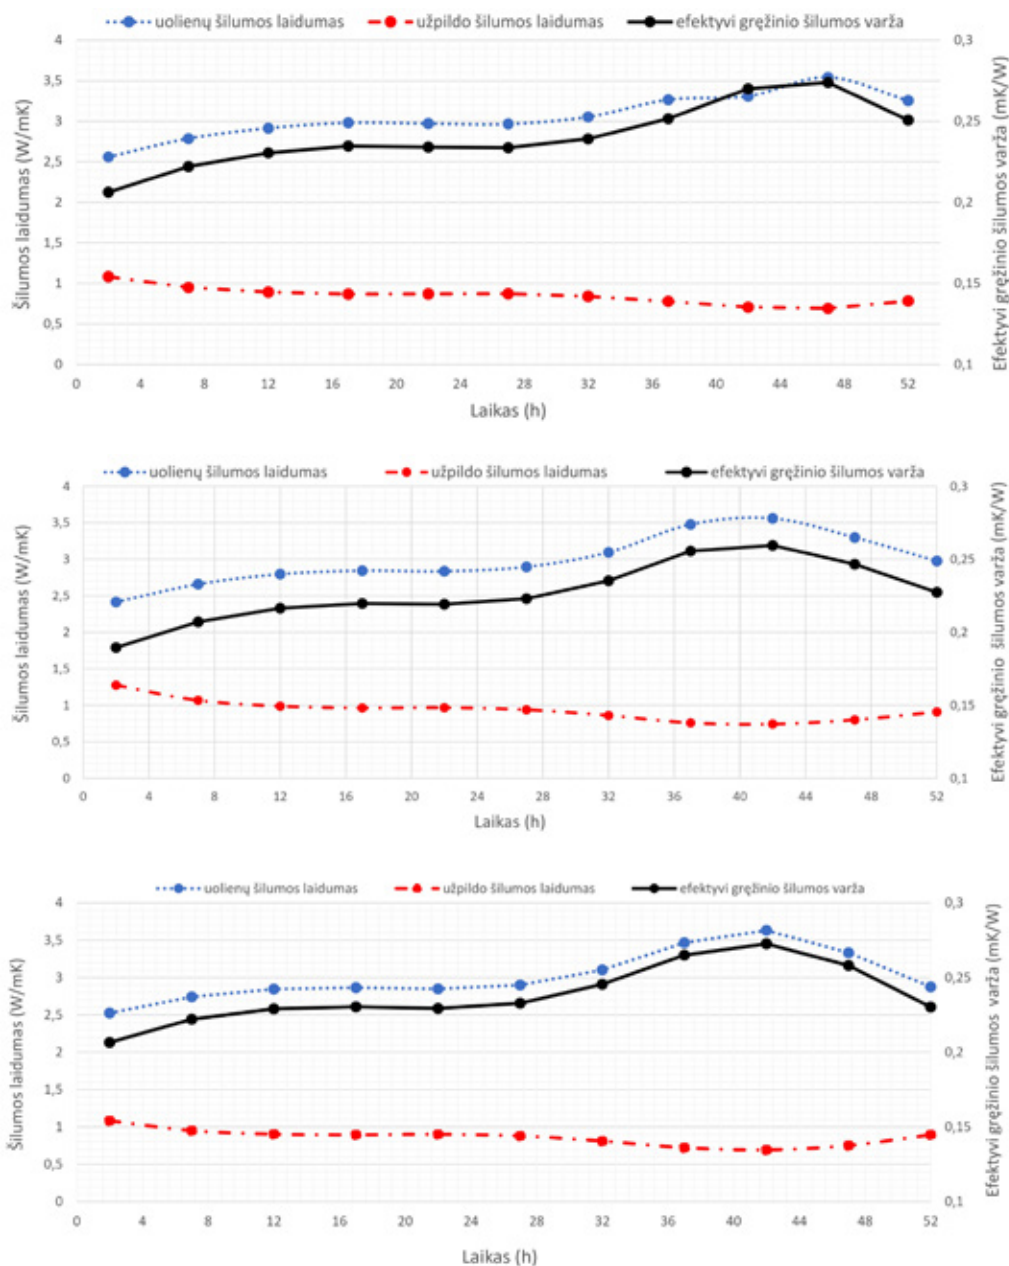 uolienų šilumos laidumas užpildo šilumos laidumas efektyvi gręžinio šilumos varža
Šilumos laidumas (W/mK)
4
3,5
3
2,5
2
1,5
1
0,5
0
0,3
0,25
0,2
0,15
0,1
Efektyvi gręžinio šilumos varža (mK/W)
0 4 8 12 16 20 24 28 32 36 40 44 48 52
Laikas (h)
uolienų šilumos laidumas užpildo šilumos laidumas efektyvi gręžinio šilumos varža
Šilumos laidumas (W/mK)
4
3,5
3
2,5
2
1,5
1
0,5
0
0,3
0,25
0,2
0,15
0,1
Efektyvi gręžinio šilumos varža (mK/W)
0 4 8 12 16 20 24 28 32 36 40 44 48 52
Laikas (h)
uolienų šilumos laidumas užpildo šilumos laidumas efektyvi gręžinio šilumos varža
Šilumos laidumas (W/mK)
4
3,5
3
2,5
2
1,5
1
0,5
0
0,3
0,25
0,2
0,15
0,1
Efektyvi gręžinio šilumos varža (mK/W)
0 4 8 12 16 20 24 28 32 36 40 44 48 52
Laikas (h)